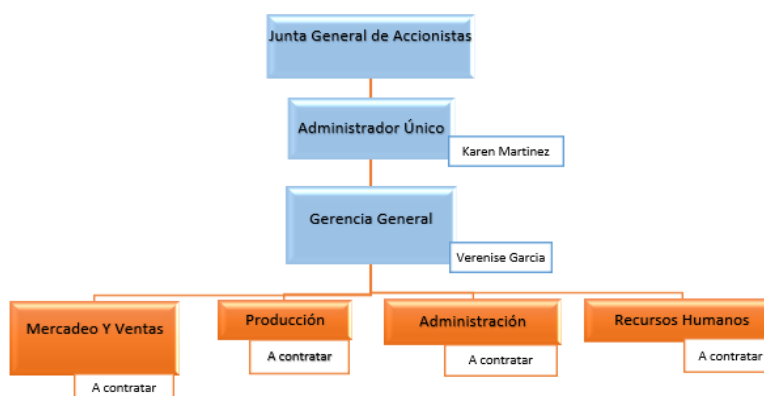 Junta General de Accionistas
Administrador Único
Karen Martinez
Gerencia General
Verenise Garcia
Mercadeo Y Ventas
A contratar
Producción
A contratar
Administración
A contratar
Recursos Humanos
A contratar